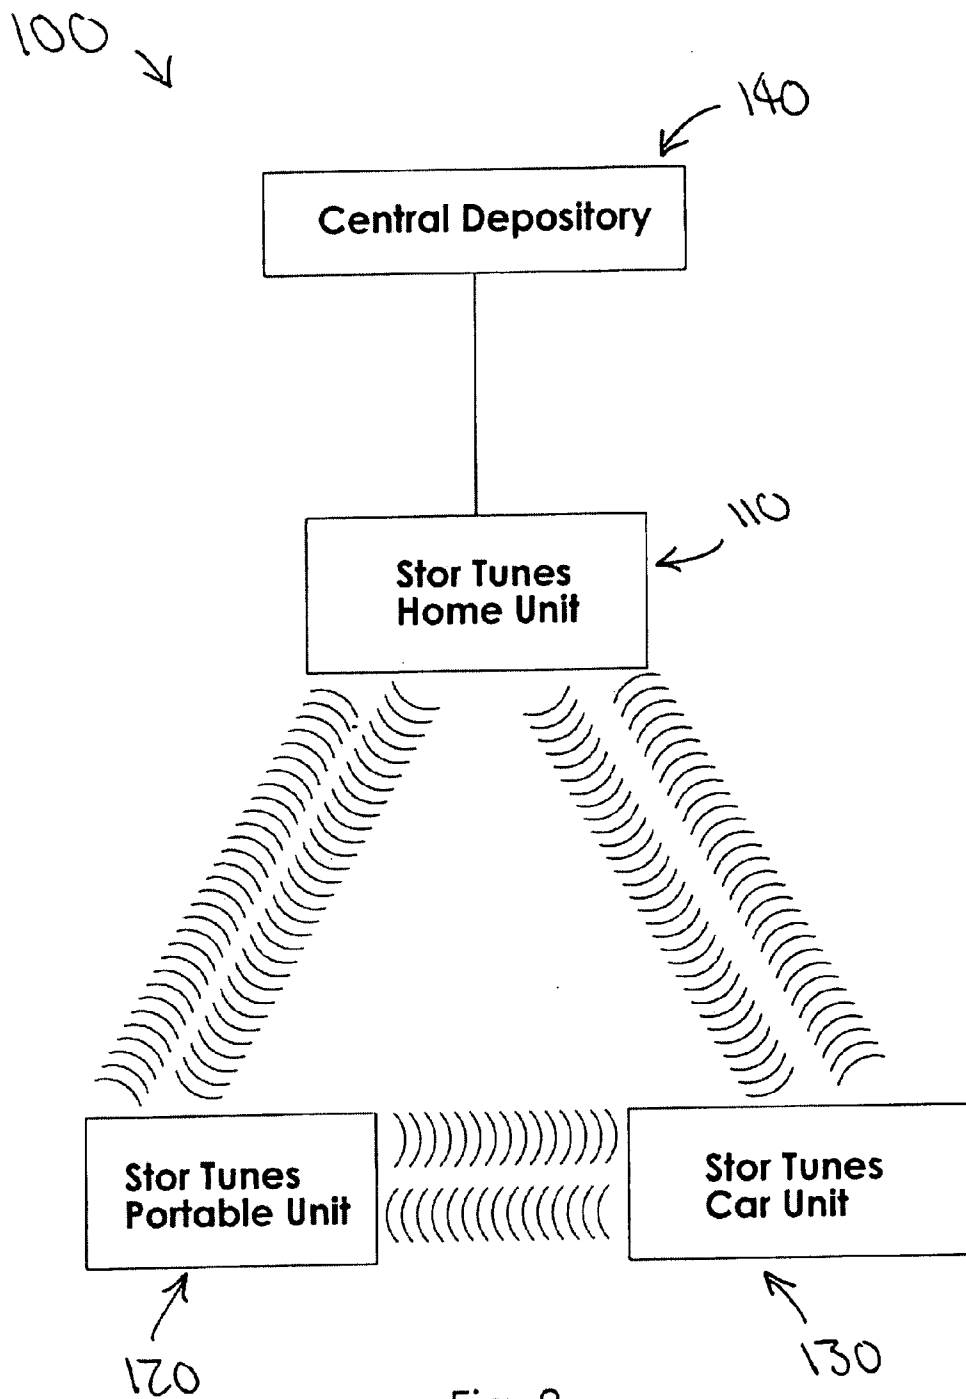 100
140
Central Depository
110
Stor Tunes
Home Unit
Stor Tunes
Portable Unit
Stor Tunes
Car Unit
120
130